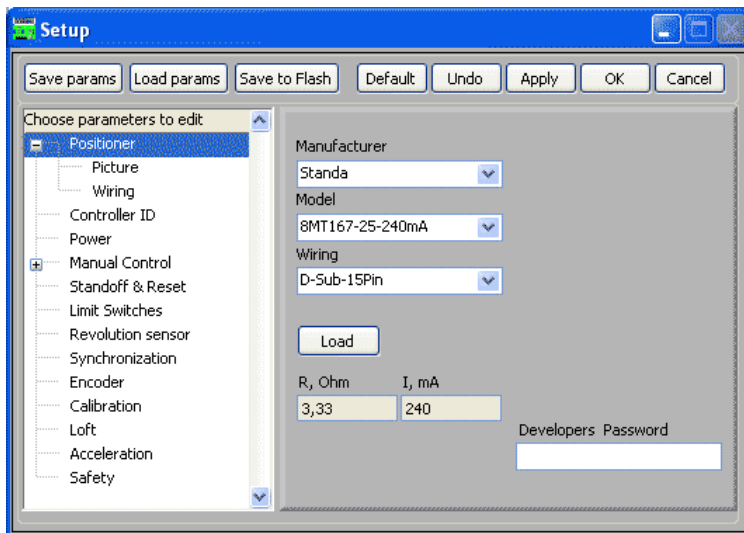 Setup
Save params Load params Save to Flash Default Undo Apply OK Cancel
Choose parameters to edit
Positioner
Picture
Wiring
Controller ID
Power
Manual Control
Standoff & Reset
Limit Switches
Revolution sensor
Synchronization
Encoder
Calibration
Loft
Acceleration
Safety
Manufacturer
Standa
Model
8MT167-25-240mA
Wiring
D-Sub-15Pin
Load
R, Ohm I, mA
3,33 240
Developers Password